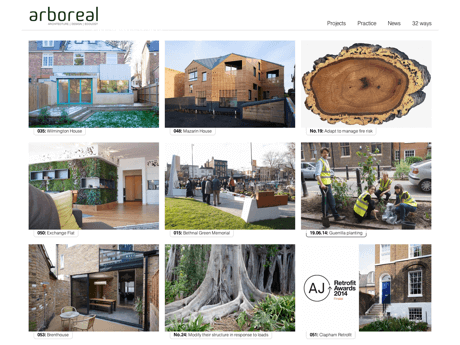 arboreal
ARCHITECTURE | DESIGN | ECOLOGY
Projects Practice News 32 ways
035: Wilmington House
048: Mazarin House
No.19: Adapt to manage fire risk
050: Exchange Flat
015: Bethnal Green Memorial
19.06.14: Guerrilla planting
053: Brenthouse
No.24: Modify their structure in response to loads
AJ
Retrofit
Awards
2014
051: Clapham Retrofit